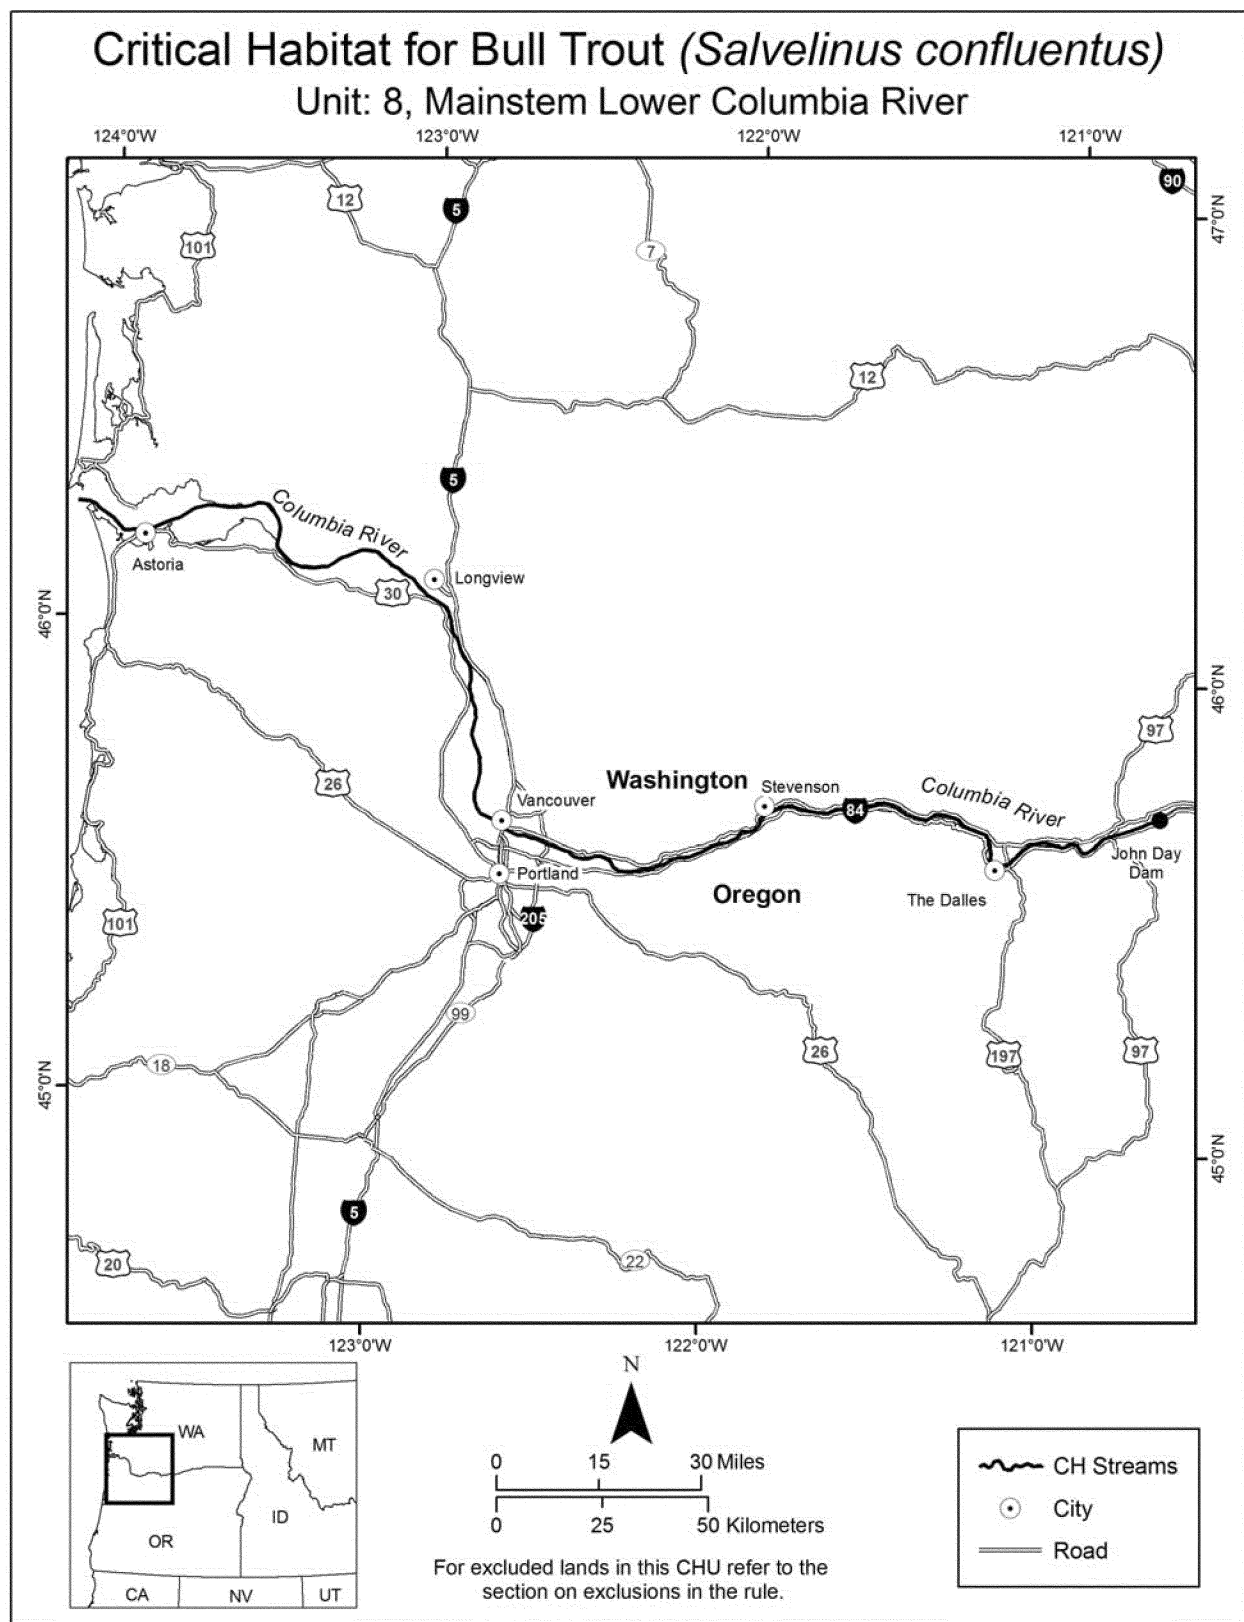 Critical Habitat for Bull Trout (Salvelinus confluentus)
Unit: 8, Mainstem Lower Columbia River
124°0'W
123°0'W
122°0'W
121°0'W
90
12
5
47°0'N
101
7
12
5
Columbia River
Astoria
Longview
30
46°0'N
46°0'N
97
26
Washington
Stevenson
Columbia River
Vancouver
84
John Day
Dam
Portland
Oregon
The Dalles
101
205
99
18
26
197
97
45°0'N
45°0'N
5
20
22
123°0'W
122°0'W
121°0'W
N
WA
MT
ID
OR
CA
NV
UT
0 15 30 Miles
0 25 50 Kilometers
For excluded lands in this CHU refer to the
section on exclusions in the rule.
CH Streams
City
Road